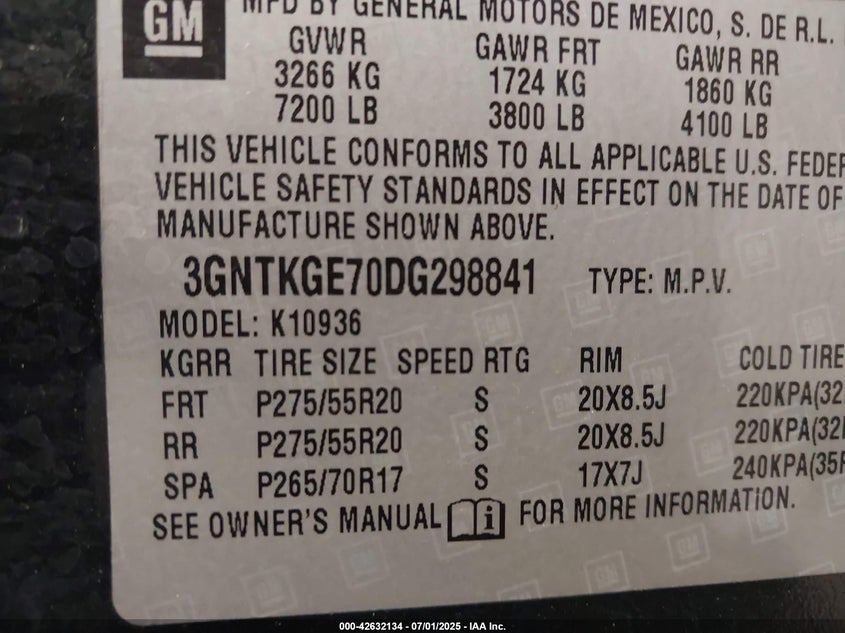 GM
MFD BY GENERAL MOTORS DE MEXICO, S. DE R.L.
GVWR GAWR FRT GAWR RR
3266 KG 1724 KG 1860 KG
7200 LB 3800 LB 4100 LB
THIS VEHICLE CONFORMS TO ALL APPLICABLE U.S. FEDER
VEHICLE SAFETY STANDARDS IN EFFECT ON THE DATE OF
MANUFACTURE SHOWN ABOVE.
3GNTKGE70DG298841 TYPE: M.P.V.
MODEL: K10936
KGRR TIRE SIZE SPEED RTG RIM COLD TIRE
FRT P275/55R20 S 20X8.5J 220KPA(32
RR P275/55R20 S 20X8.5J 220KPA(32
SPA P265/70R17 S 17X7J 240KPA(35
SEE OWNER'S MANUAL i FOR MORE INFORMATION.
000-42632134 - 07/01/2025 - IAA Inc.